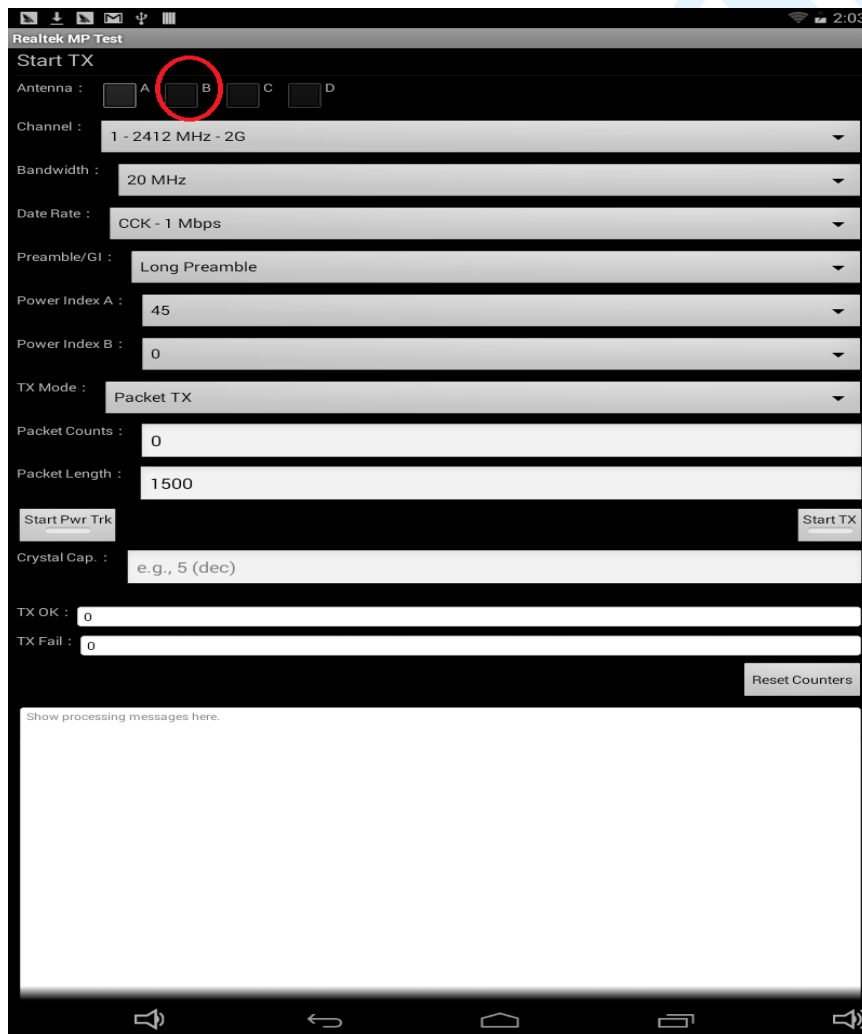 2:03
Realtek MP Test
Start TX
Antenna : A B C D
Channel : 1 - 2412 MHz - 2G
Bandwidth : 20 MHz
Date Rate : CCK - 1 Mbps
Preamble/GI : Long Preamble
Power Index A : 45
Power Index B : 0
TX Mode : Packet TX
Packet Counts : 0
Packet Length : 1500
Start Pwr Trk Start TX
Crystal Cap. : e.g., 5 (dec)
TX OK : 0
TX Fail : 0
Reset Counters
Show processing messages here.